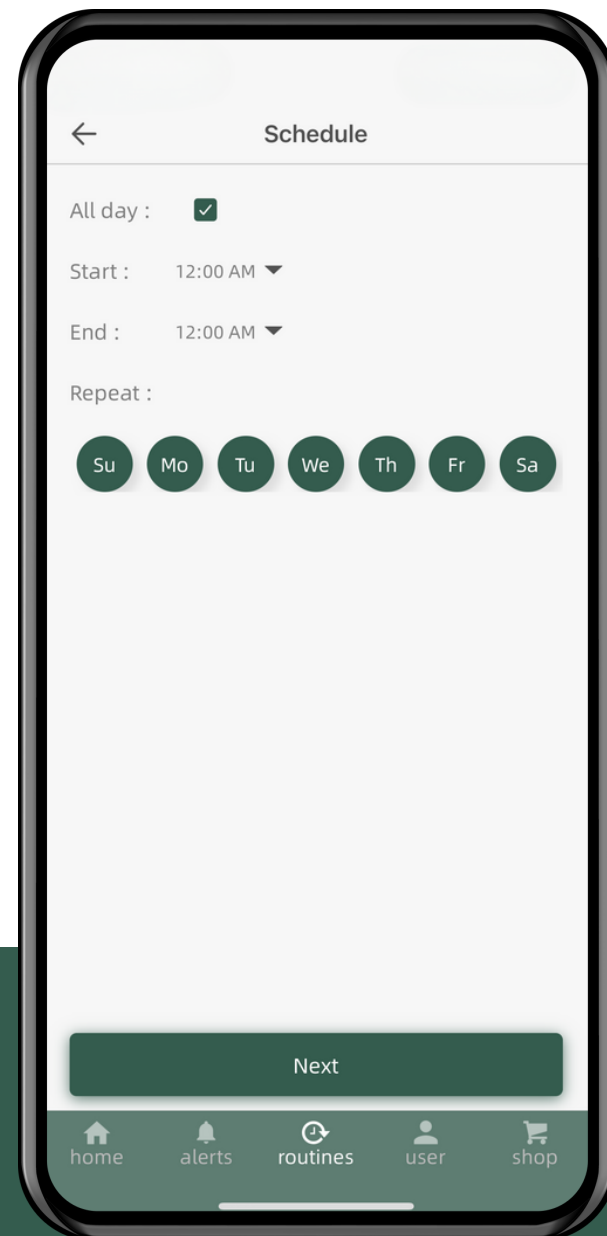 Schedule
All day :
Start : 12:00 AM
End : 12:00 AM
Repeat :
Su Mo Tu We Th Fr Sa
Next
home alerts routines user shop